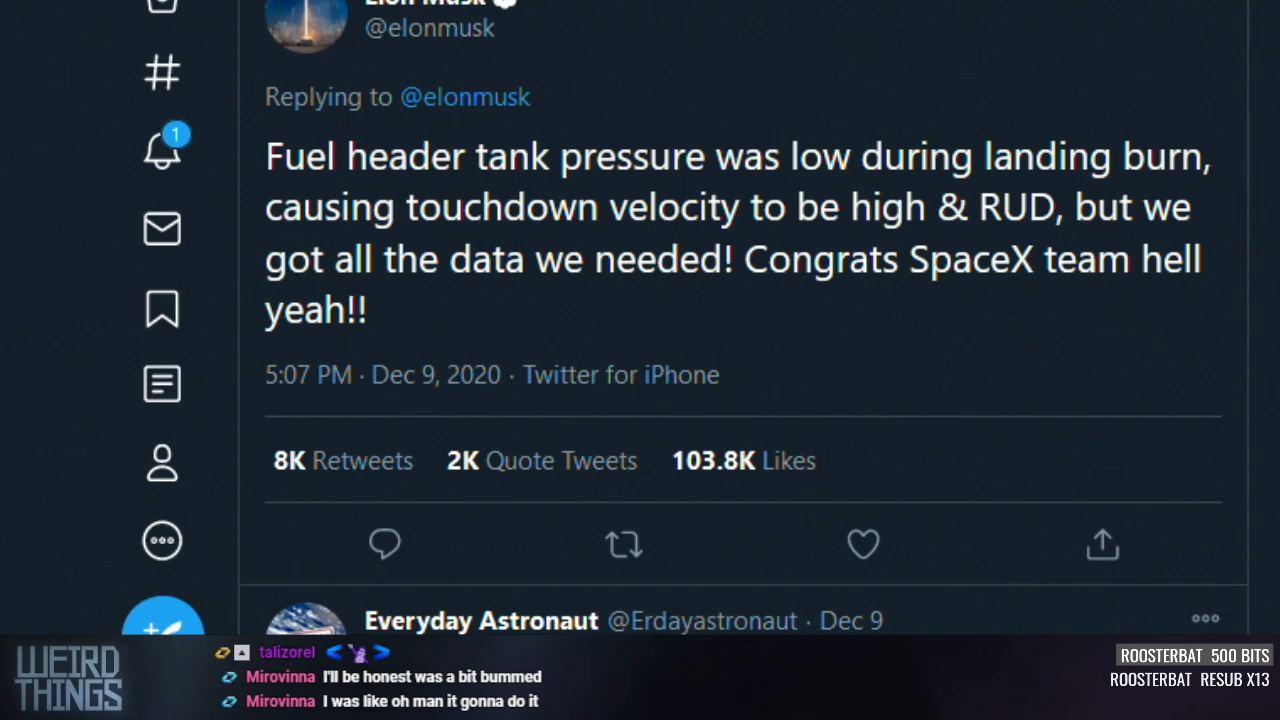 Elon Musk
@elonmusk
Replying to @elonmusk
1
Fuel header tank pressure was low during landing burn,
causing touchdown velocity to be high & RUD, but we
got all the data we needed! Congrats SpaceX team hell
yeah!!
5:07 PM · Dec 9, 2020 · Twitter for iPhone
8K Retweets 2K Quote Tweets 103.8K Likes
Everyday Astronaut @Erdayastronaut · Dec 9
WEIRD
THINGS
talizorel
Mirovinna I'll be honest was a bit bummed
Mirovinna I was like oh man it gonna do it
ROOSTERBAT 500 BITS
ROOSTERBAT RESUB X13